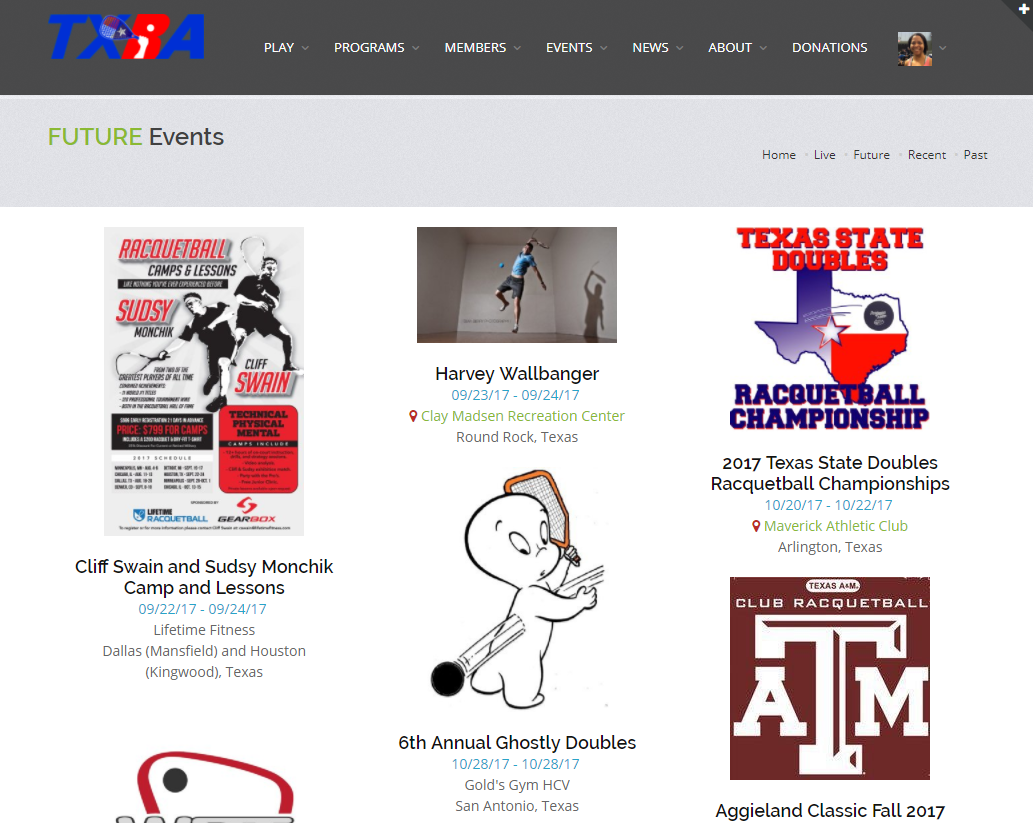 TXRA
PLAY
PROGRAMS
MEMBERS
EVENTS
NEWS
ABOUT
DONATIONS
FUTURE Events
Home
Live
Future
Recent
Past
RACQUETBALL
CAMPS & LESSONS
LIKE NOTHING YOU'VE EVER EXPERIENCED BEFORE
SUDSY
MONCHIK
CLIFF
SWAIN
FROM TWO OF THE
GREATEST PLAYERS OF ALL TIME
COMBINED ACHIEVEMENTS:
TECHNICAL
PHYSICAL
MENTAL
CAMPS INCLUDE
PRICE: $799 FOR CAMPS
2017 SCHEDULE
LIFETIME
RACQUETBALL
GEARBOX
Cliff Swain and Sudsy Monchik
Camp and Lessons
09/22/17 - 09/24/17
Lifetime Fitness
Dallas (Mansfield) and Houston
(Kingwood), Texas
Harvey Wallbanger
09/23/17 - 09/24/17
Clay Madsen Recreation Center
Round Rock, Texas
6th Annual Ghostly Doubles
10/28/17 - 10/28/17
Gold's Gym HCV
San Antonio, Texas
TEXAS STATE
DOUBLES
RACQUETBALL
CHAMPIONSHIP
2017 Texas State Doubles
Racquetball Championships
10/20/17 - 10/22/17
Maverick Athletic Club
Arlington, Texas
TEXAS A&M
CLUB RACQUETBALL
ATM
Aggieland Classic Fall 2017